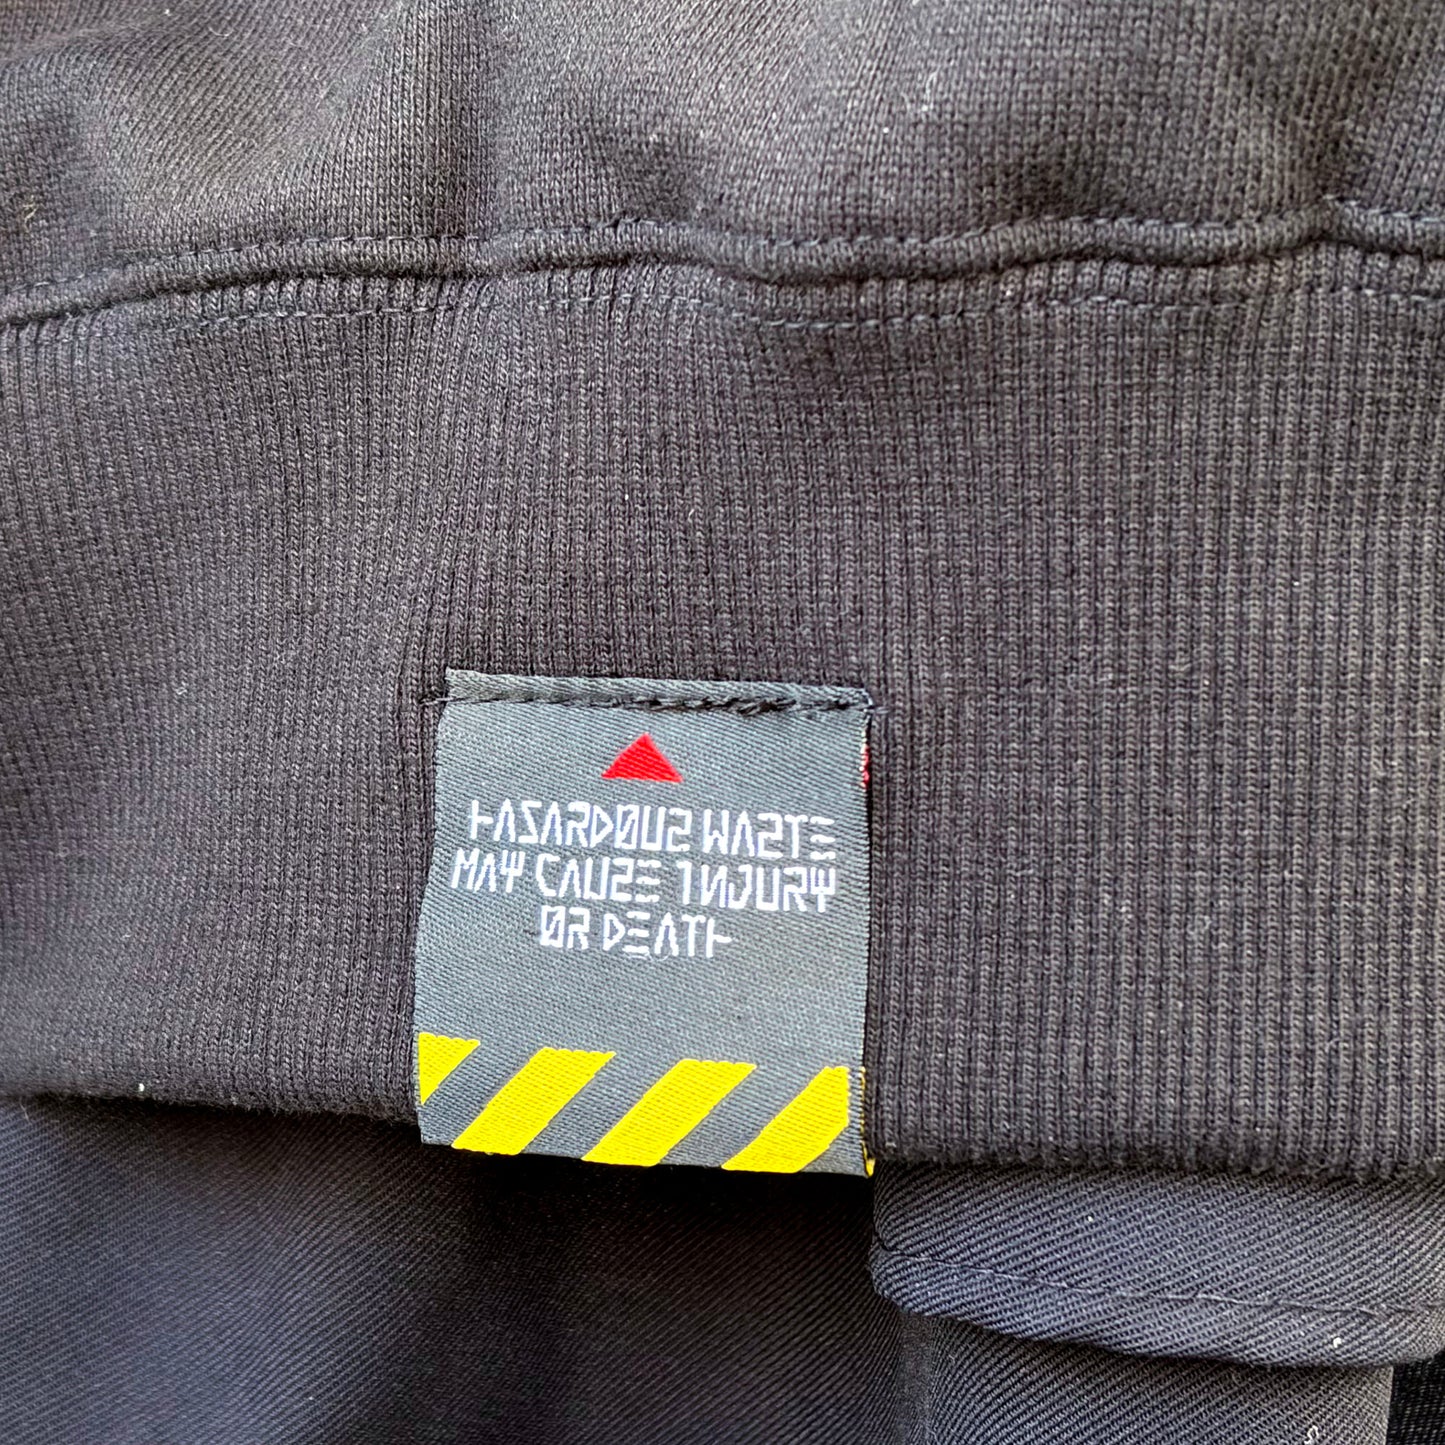 HAZARDOUS WASTE
MAY CAUSE INJURY
OR DEATH